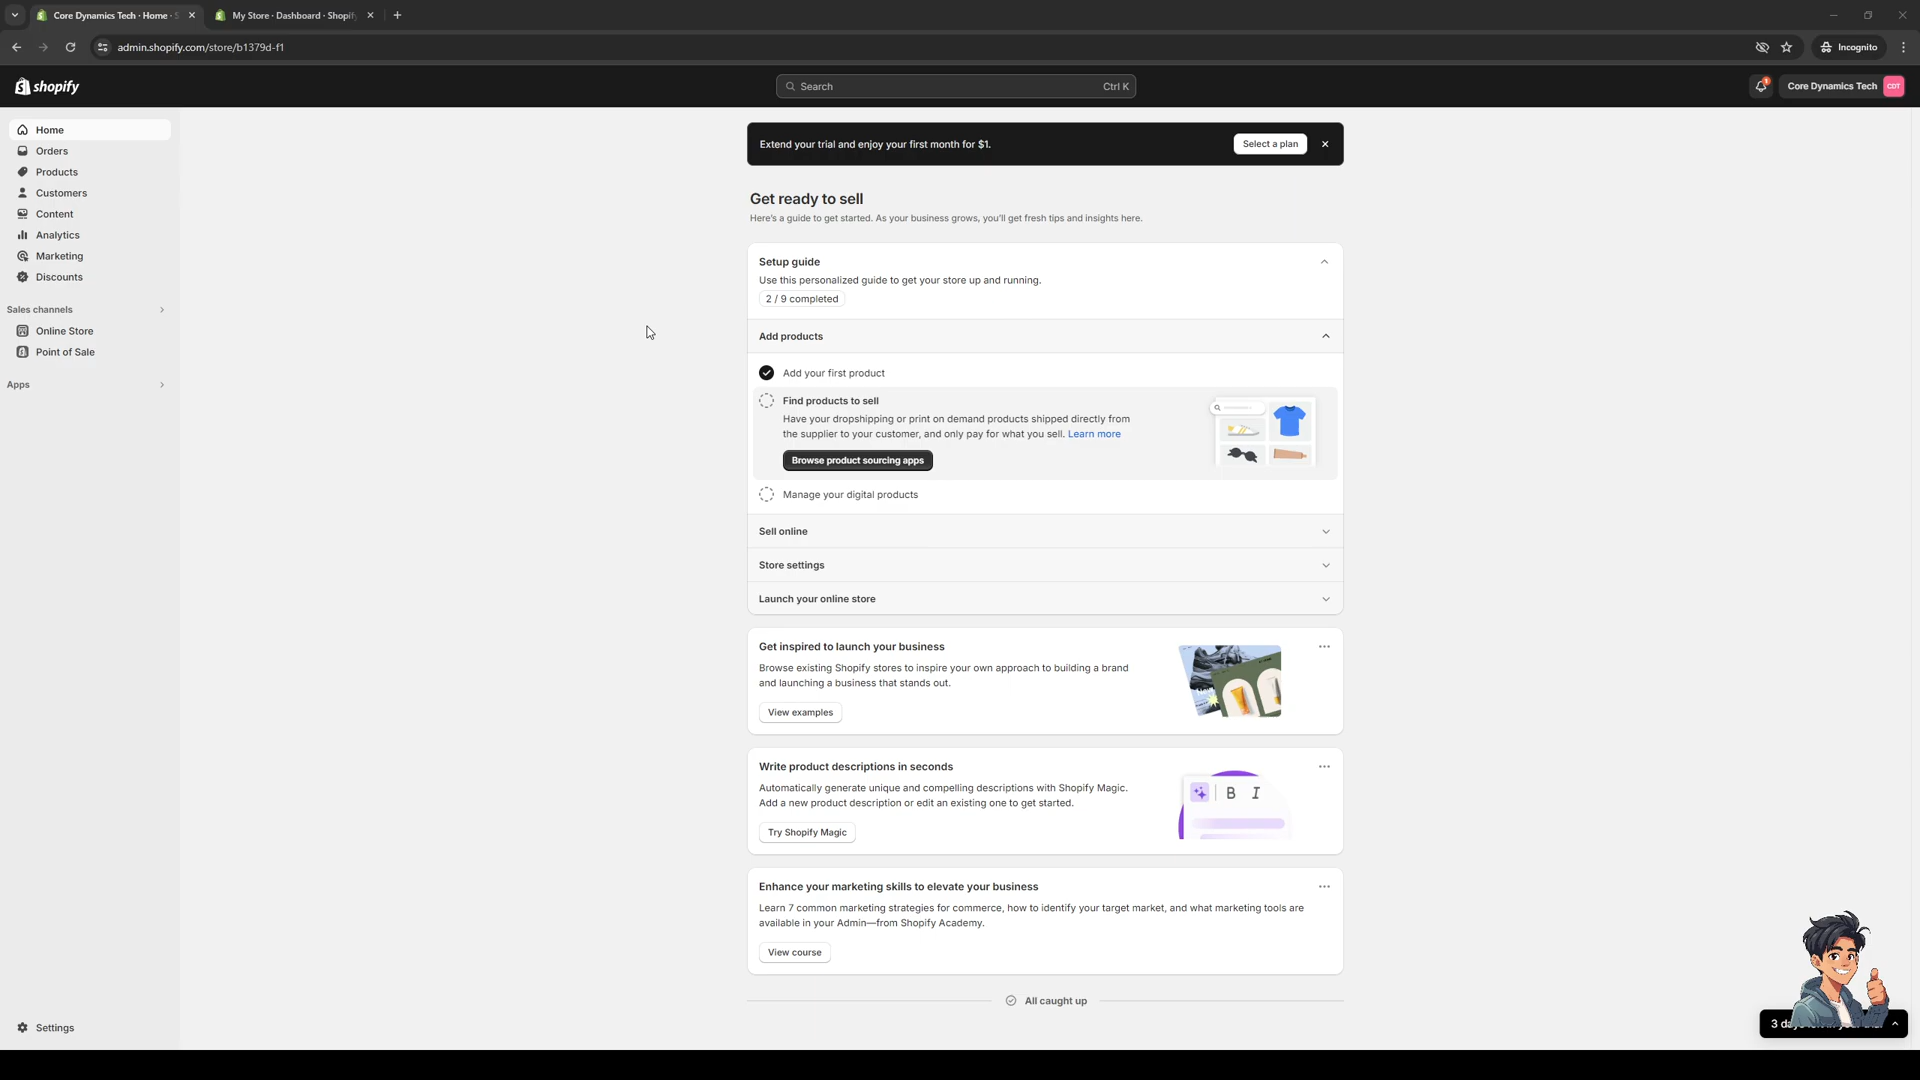 Core Dynamics Tech · Home · S
My Store · Dashboard · Shopify
admin.shopify.com/store/b1379d-f1
Incognito
shopify
Search
Ctrl K
1
Core Dynamics Tech
CDT
Home
Orders
Products
Customers
Content
Analytics
Marketing
Discounts
Sales channels
Online Store
Point of Sale
Apps
Settings
Extend your trial and enjoy your first month for $1.
Select a plan
Get ready to sell
Here's a guide to get started. As your business grows, you'll get fresh tips and insights here.
Setup guide
Use this personalized guide to get your store up and running.
2 / 9 completed
Add products
Add your first product
Find products to sell
Have your dropshipping or print on demand products shipped directly from
the supplier to your customer, and only pay for what you sell. Learn more
Browse product sourcing apps
Manage your digital products
Sell online
Store settings
Launch your online store
Get inspired to launch your business
Browse existing Shopify stores to inspire your own approach to building a brand
and launching a business that stands out.
View examples
Write product descriptions in seconds
Automatically generate unique and compelling descriptions with Shopify Magic.
Add a new product description or edit an existing one to get started.
Try Shopify Magic
B I
Enhance your marketing skills to elevate your business
Learn 7 common marketing strategies for commerce, how to identify your target market, and what marketing tools are
available in your Admin—from Shopify Academy.
View course
All caught up
3